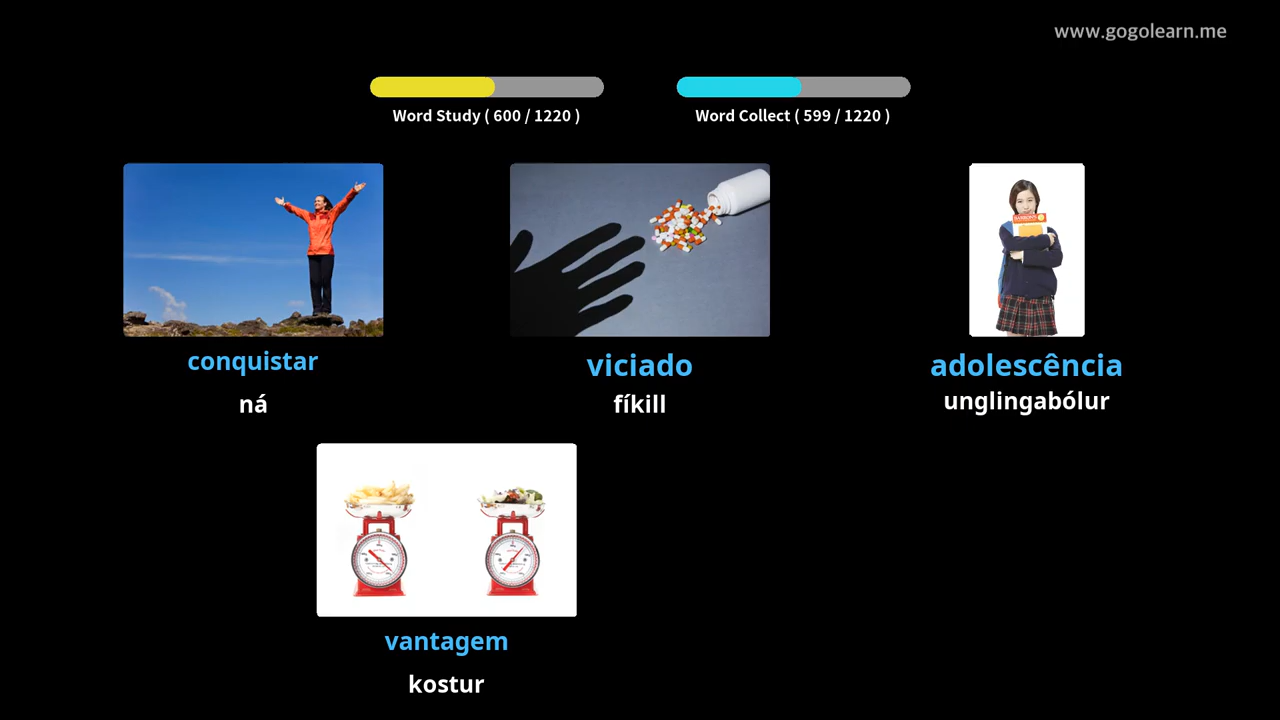 www.gogolearn.me
Word Study ( 600 / 1220 )
Word Collect ( 599 / 1220 )
conquistar
ná
viciado
fíkill
adolescência
unglingabólur
vantagem
kostur